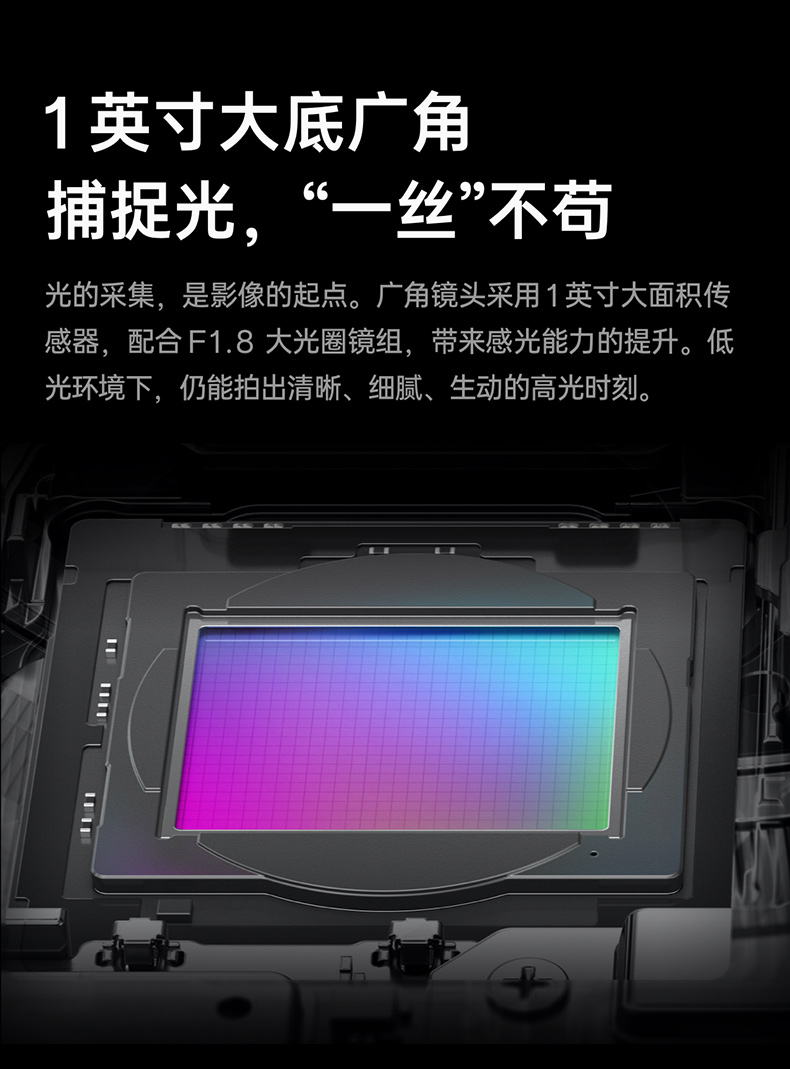 1英寸大底广角
捕捉光，“一丝”不苟
光的采集，是影像的起点。广角镜头采用1英寸大面积传
感器，配合F1.8 大光圈镜组，带来感光能力的提升。低
光环境下，仍能拍出清晰、细腻、生动的高光时刻。